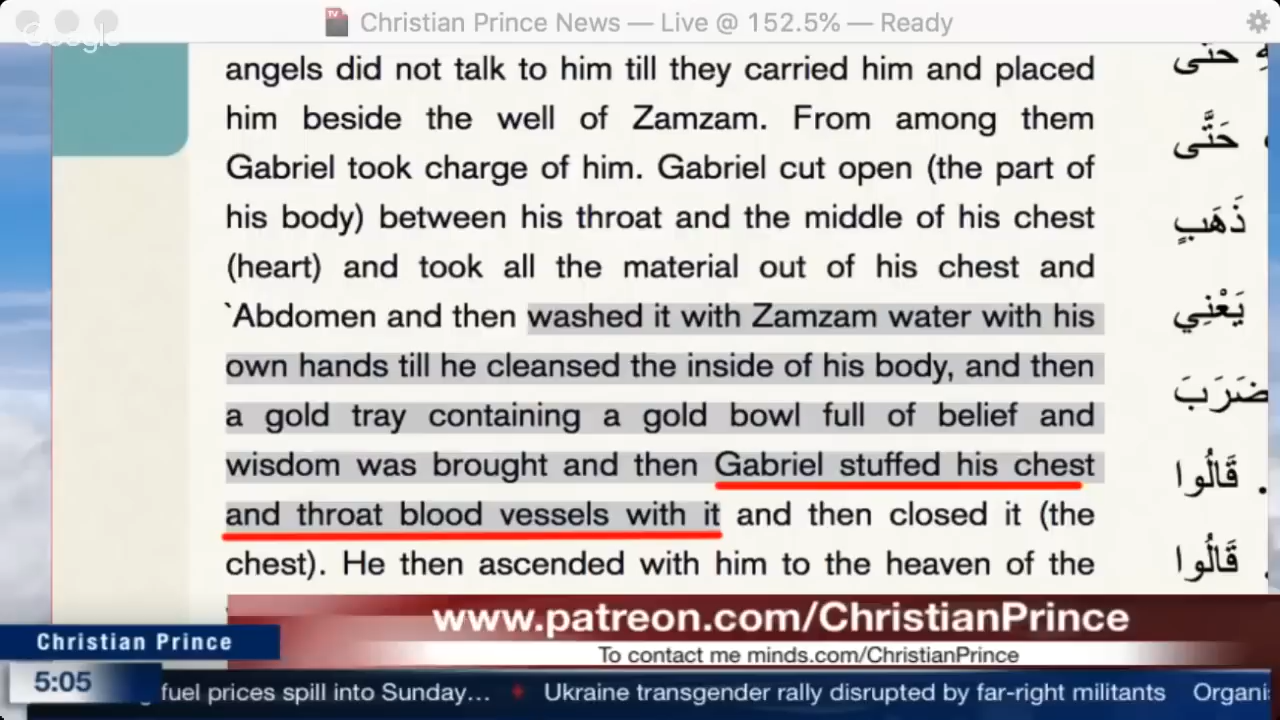 Christian Prince News — Live @ 152.5% — Ready
Google
angels did not talk to him till they carried him and placed
him beside the well of Zamzam. From among them
Gabriel took charge of him. Gabriel cut open (the part of
his body) between his throat and the middle of his chest
(heart) and took all the material out of his chest and
`Abdomen and then washed it with Zamzam water with his
own hands till he cleansed the inside of his body, and then
a gold tray containing a gold bowl full of belief and
wisdom was brought and then Gabriel stuffed his chest
and throat blood vessels with it and then closed it (the
chest). He then ascended with him to the heaven of the
حَتَّى
حَتَّى
ذَهَبٍ
يَعْنِي
ضَرَبَ
قَالُوا
قَالُوا
www.patreon.com/ChristianPrince
To contact me minds.com/ChristianPrince
Christian Prince
5:05
fuel prices spill into Sunday... Ukraine transgender rally disrupted by far-right militants